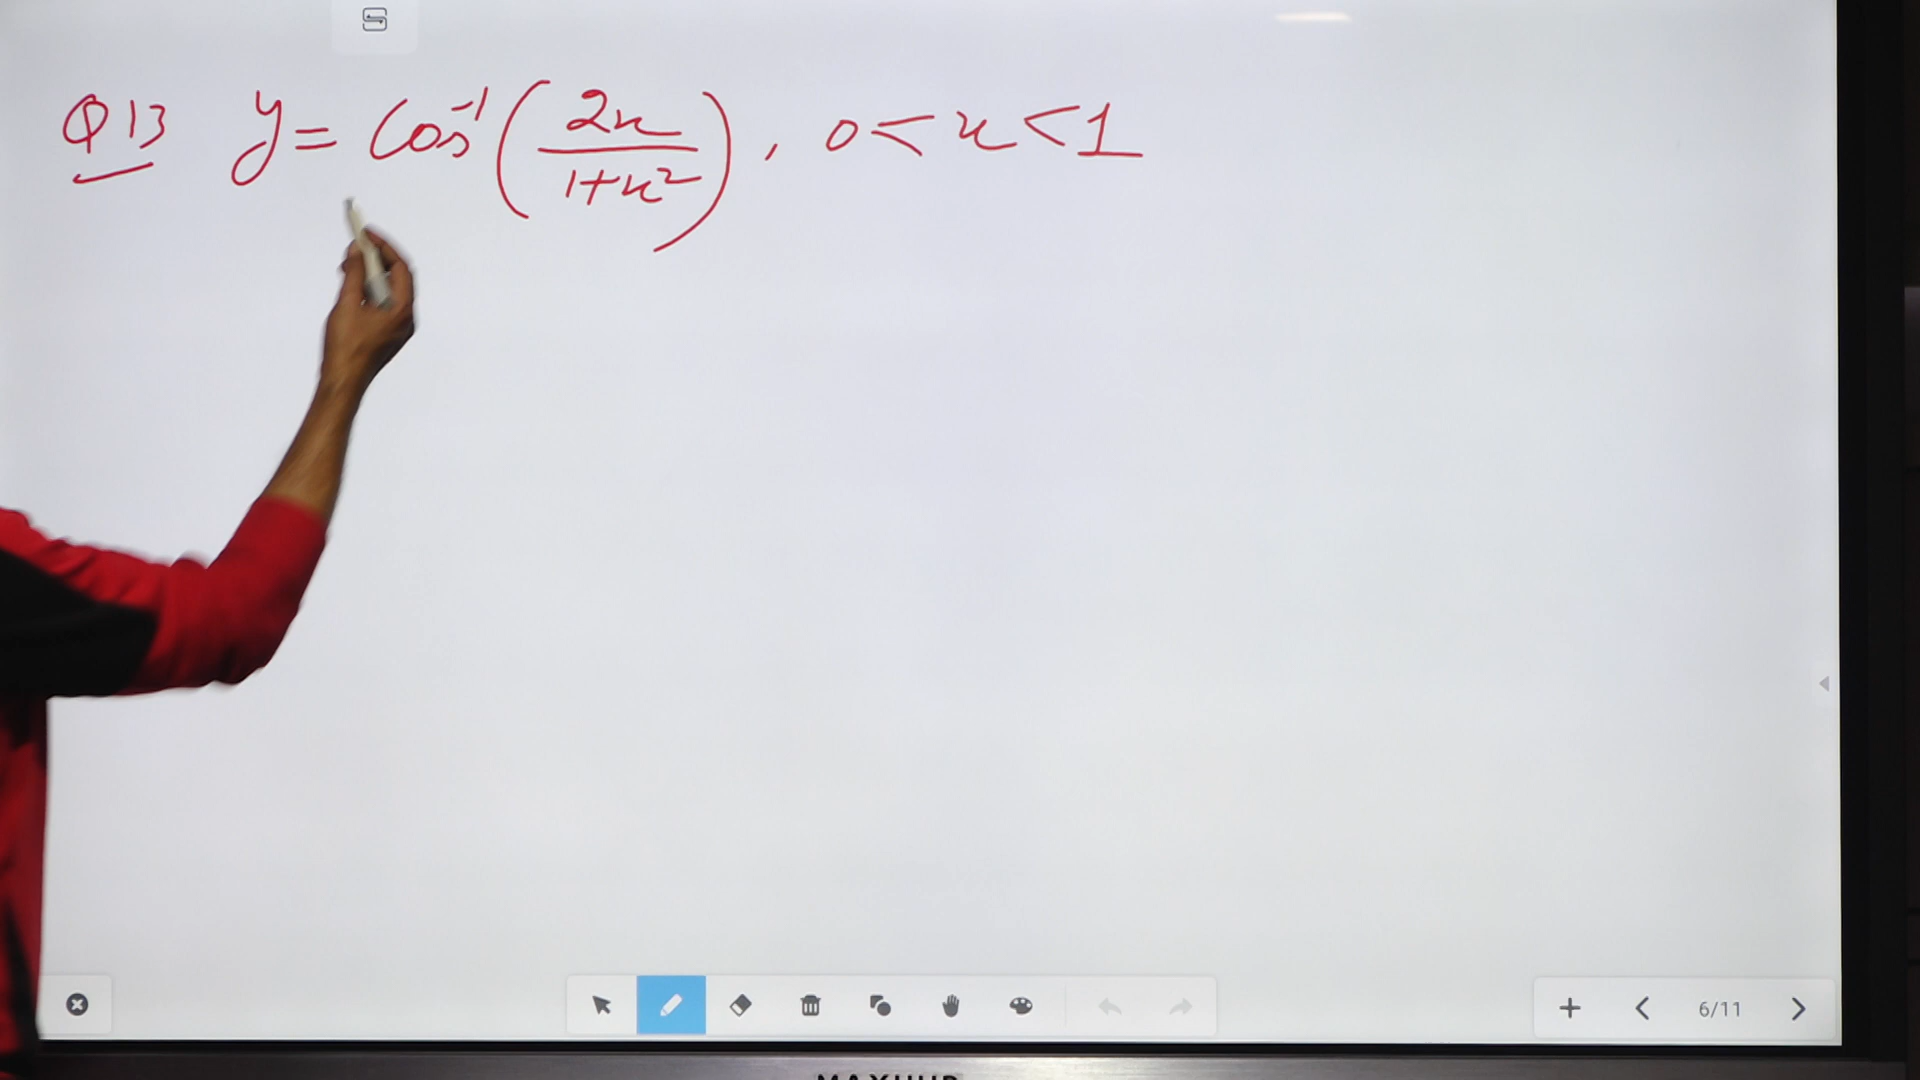 Q13 y = Cos⁻¹(2x/1+x²), 0<x<1
6/11